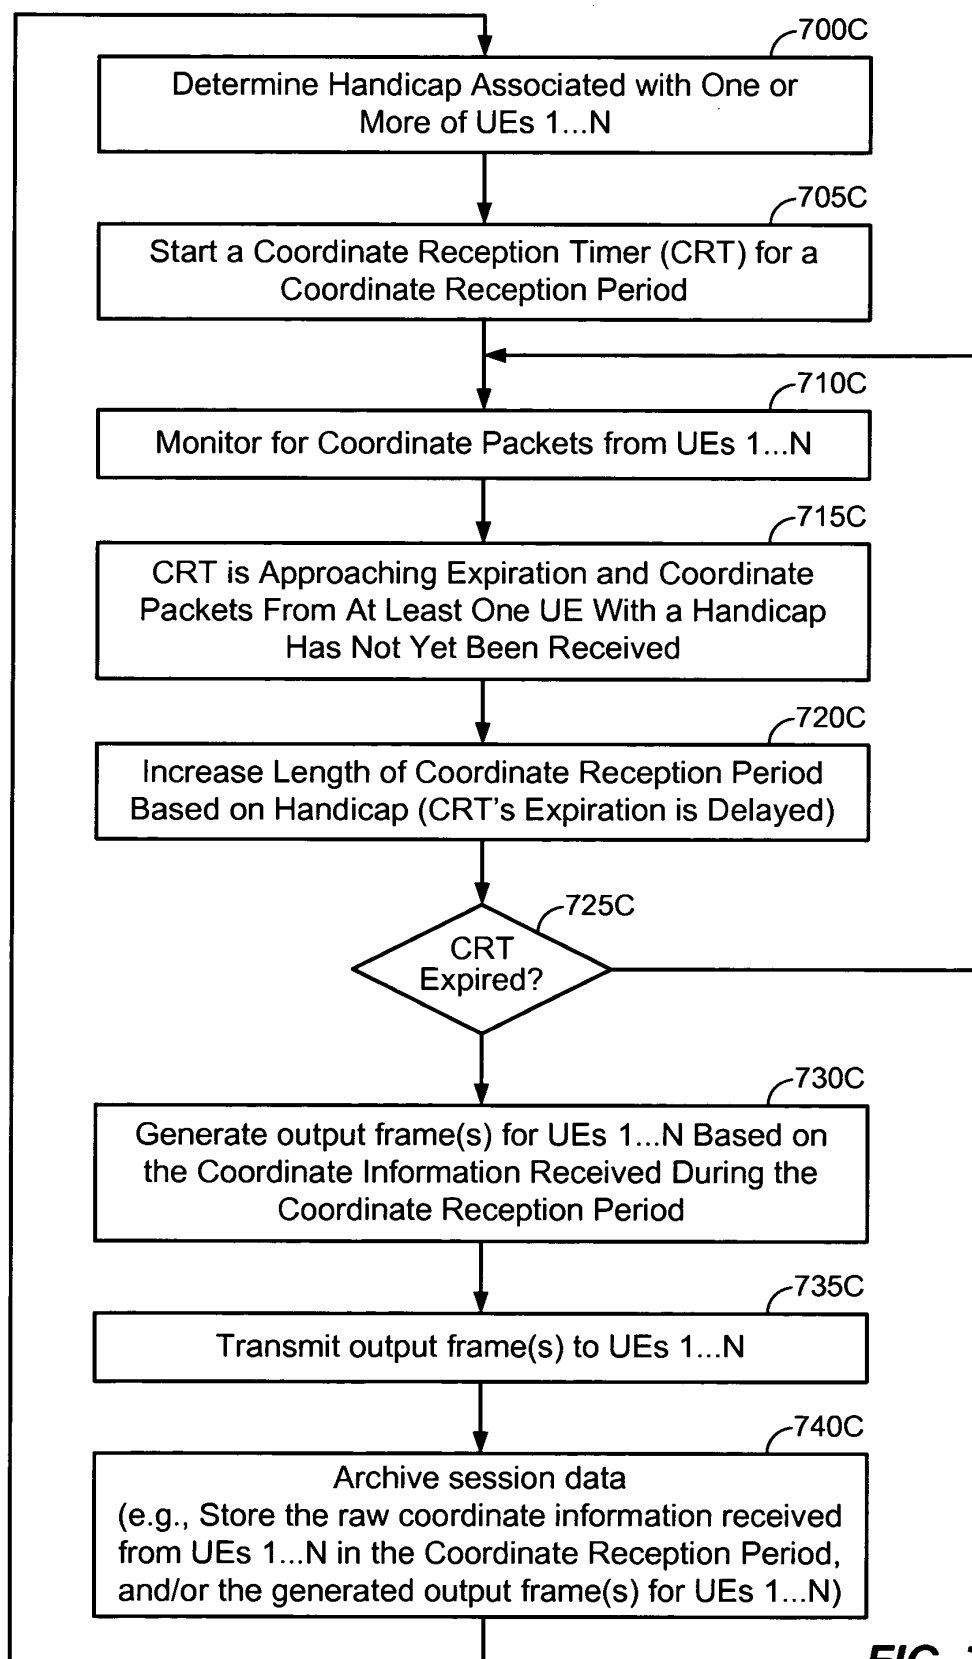 700C
Determine Handicap Associated with One or
More of UEs 1...N
705C
Start a Coordinate Reception Timer (CRT) for a
Coordinate Reception Period
710C
Monitor for Coordinate Packets from UEs 1...N
715C
CRT is Approaching Expiration and Coordinate
Packets From At Least One UE With a Handicap
Has Not Yet Been Received
720C
Increase Length of Coordinate Reception Period
Based on Handicap (CRT's Expiration is Delayed)
725C
CRT
Expired?
730C
Generate output frame(s) for UEs 1...N Based on
the Coordinate Information Received During the
Coordinate Reception Period
735C
Transmit output frame(s) to UEs 1...N
740C
Archive session data
(e.g., Store the raw coordinate information received
from UEs 1...N in the Coordinate Reception Period,
and/or the generated output frame(s) for UEs 1...N)
FIG.